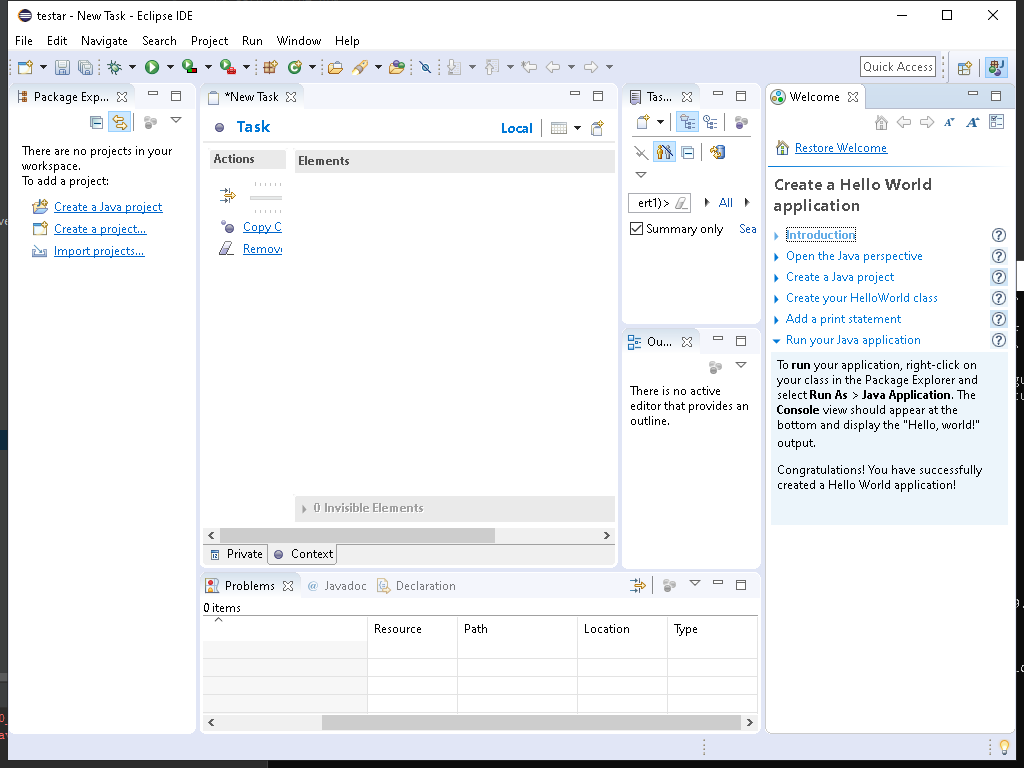 testar - New Task - Eclipse IDE
File Edit Navigate Search Project Run Window Help
Quick Access
Package Exp...
There are no projects in your
workspace.
To add a project:
Create a Java project
Create a project...
Import projects...
*New Task
Task
Local
Actions
Elements
Copy C
Remov
0 Invisible Elements
Private
Context
Tas...
ert1)>
All
Summary only
Sea
Ou...
There is no active
editor that provides an
outline.
Problems
@ Javadoc
Declaration
0 items
Resource
Path
Location
Type
Welcome
Restore Welcome
Create a Hello World
application
Introduction
Open the Java perspective
Create a Java project
Create your HelloWorld class
Add a print statement
Run your Java application
To run your application, right-click on
your class in the Package Explorer and
select Run As > Java Application. The
Console view should appear at the
bottom and display the "Hello, world!"
output.
Congratulations! You have successfully
created a Hello World application!